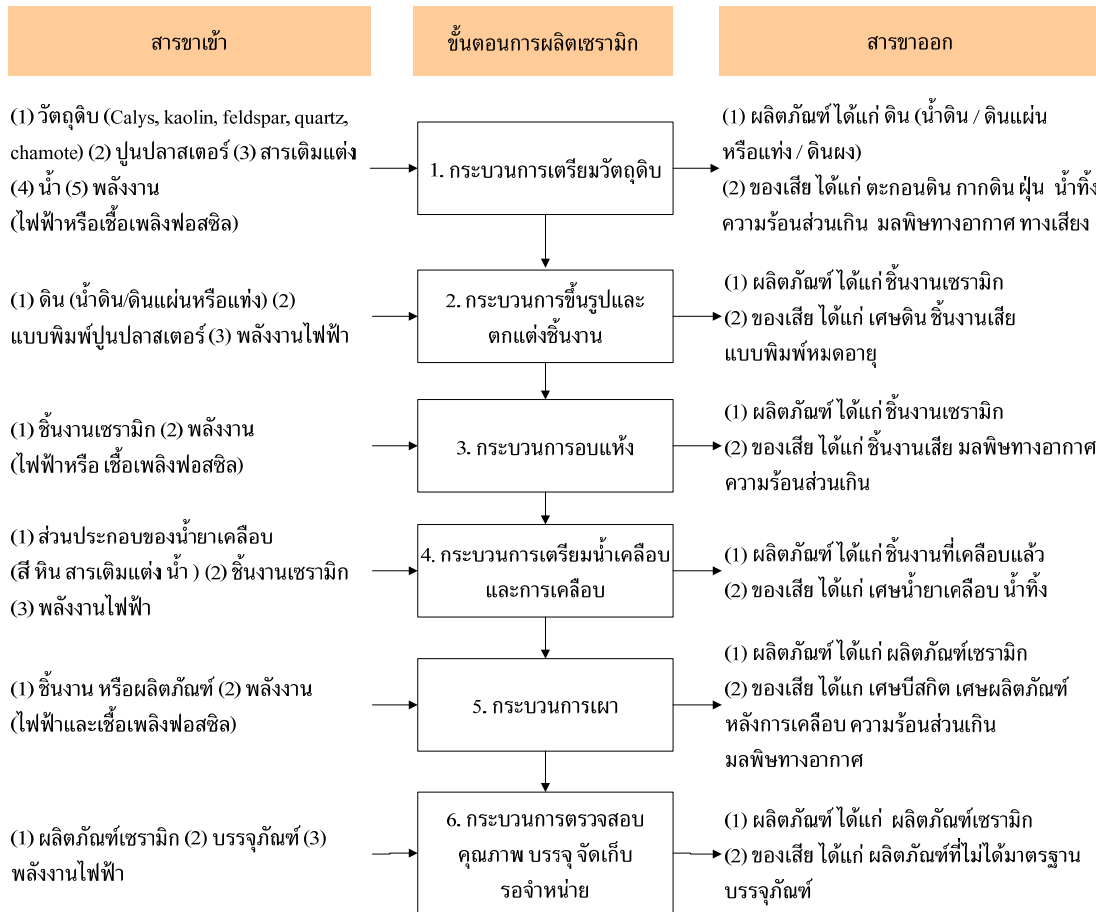 สารขาเข้า
ขั้นตอนการผลิตเซรามิก
สารขาออก
(1) วัตถุดิบ (Calys, kaolin, feldspar, quartz,
chamote) (2) ปูนปลาสเตอร์ (3) สารเติมแต่ง
(4) น้ำ (5) พลังงาน
(ไฟฟ้าหรือเชื้อเพลิงฟอสซิล)
1. กระบวนการเตรียมวัตถุดิบ
(1) ผลิตภัณฑ์ ได้แก่ ดิน (น้ำดิน / ดินแผ่น
หรือแท่ง / ดินผง)
(2) ของเสีย ได้แก่ ตะกอนดิน กากดิน ฝุ่น น้ำทิ้ง
ความร้อนส่วนเกิน มลพิษทางอากาศ ทางเสียง
(1) ดิน (น้ำดิน/ดินแผ่นหรือแท่ง) (2)
แบบพิมพ์ปูนปลาสเตอร์ (3) พลังงานไฟฟ้า
2. กระบวนการขึ้นรูปและ
ตกแต่งชิ้นงาน
(1) ผลิตภัณฑ์ ได้แก่ชิ้นงานเซรามิก
(2) ของเสีย ได้แก่ เศษดิน ชิ้นงานเสีย
แบบพิมพ์หมดอายุ
(1) ชิ้นงานเซรามิก (2) พลังงาน
(ไฟฟ้าหรือ เชื้อเพลิงฟอสซิล)
3. กระบวนการอบแห้ง
(1) ผลิตภัณฑ์ ได้แก่ชิ้นงานเซรามิก
(2) ของเสีย ได้แก่ ชิ้นงานเสีย มลพิษทางอากาศ
ความร้อนส่วนเกิน
(1) ส่วนประกอบของน้ำยาเคลือบ
(สี หิน สารเติมแต่ง น้ำ ) (2) ชิ้นงานเซรามิก
(3) พลังงานไฟฟ้า
4. กระบวนการเตรียมน้ำเคลือบ
และการเคลือบ
(1) ผลิตภัณฑ์ ได้แก่ชิ้นงานที่เคลือบแล้ว
(2) ของเสีย ได้แก่ เศษน้ำยาเคลือบ น้ำทิ้ง
(1) ชิ้นงาน หรือผลิตภัณฑ์ (2) พลังงาน
(ไฟฟ้าและเชื้อเพลิงฟอสซิล)
5. กระบวนการเผา
(1) ผลิตภัณฑ์ ได้แก่ ผลิตภัณฑ์เซรามิก
(2) ของเสีย ได้แก เศษบีสกิต เศษผลิตภัณฑ์
หลังการเคลือบ ความร้อนส่วนเกิน
มลพิษทางอากาศ
(1) ผลิตภัณฑ์เซรามิก (2) บรรจุภัณฑ์ (3)
พลังงานไฟฟ้า
6. กระบวนการตรวจสอบ
คุณภาพ บรรจุ จัดเก็บ
รอจำหน่าย
(1) ผลิตภัณฑ์ ได้แก่ ผลิตภัณฑ์เซรามิก
(2) ของเสีย ได้แก่ ผลิตภัณฑ์ที่ไม่ได้มาตรฐาน
บรรจุภัณฑ์